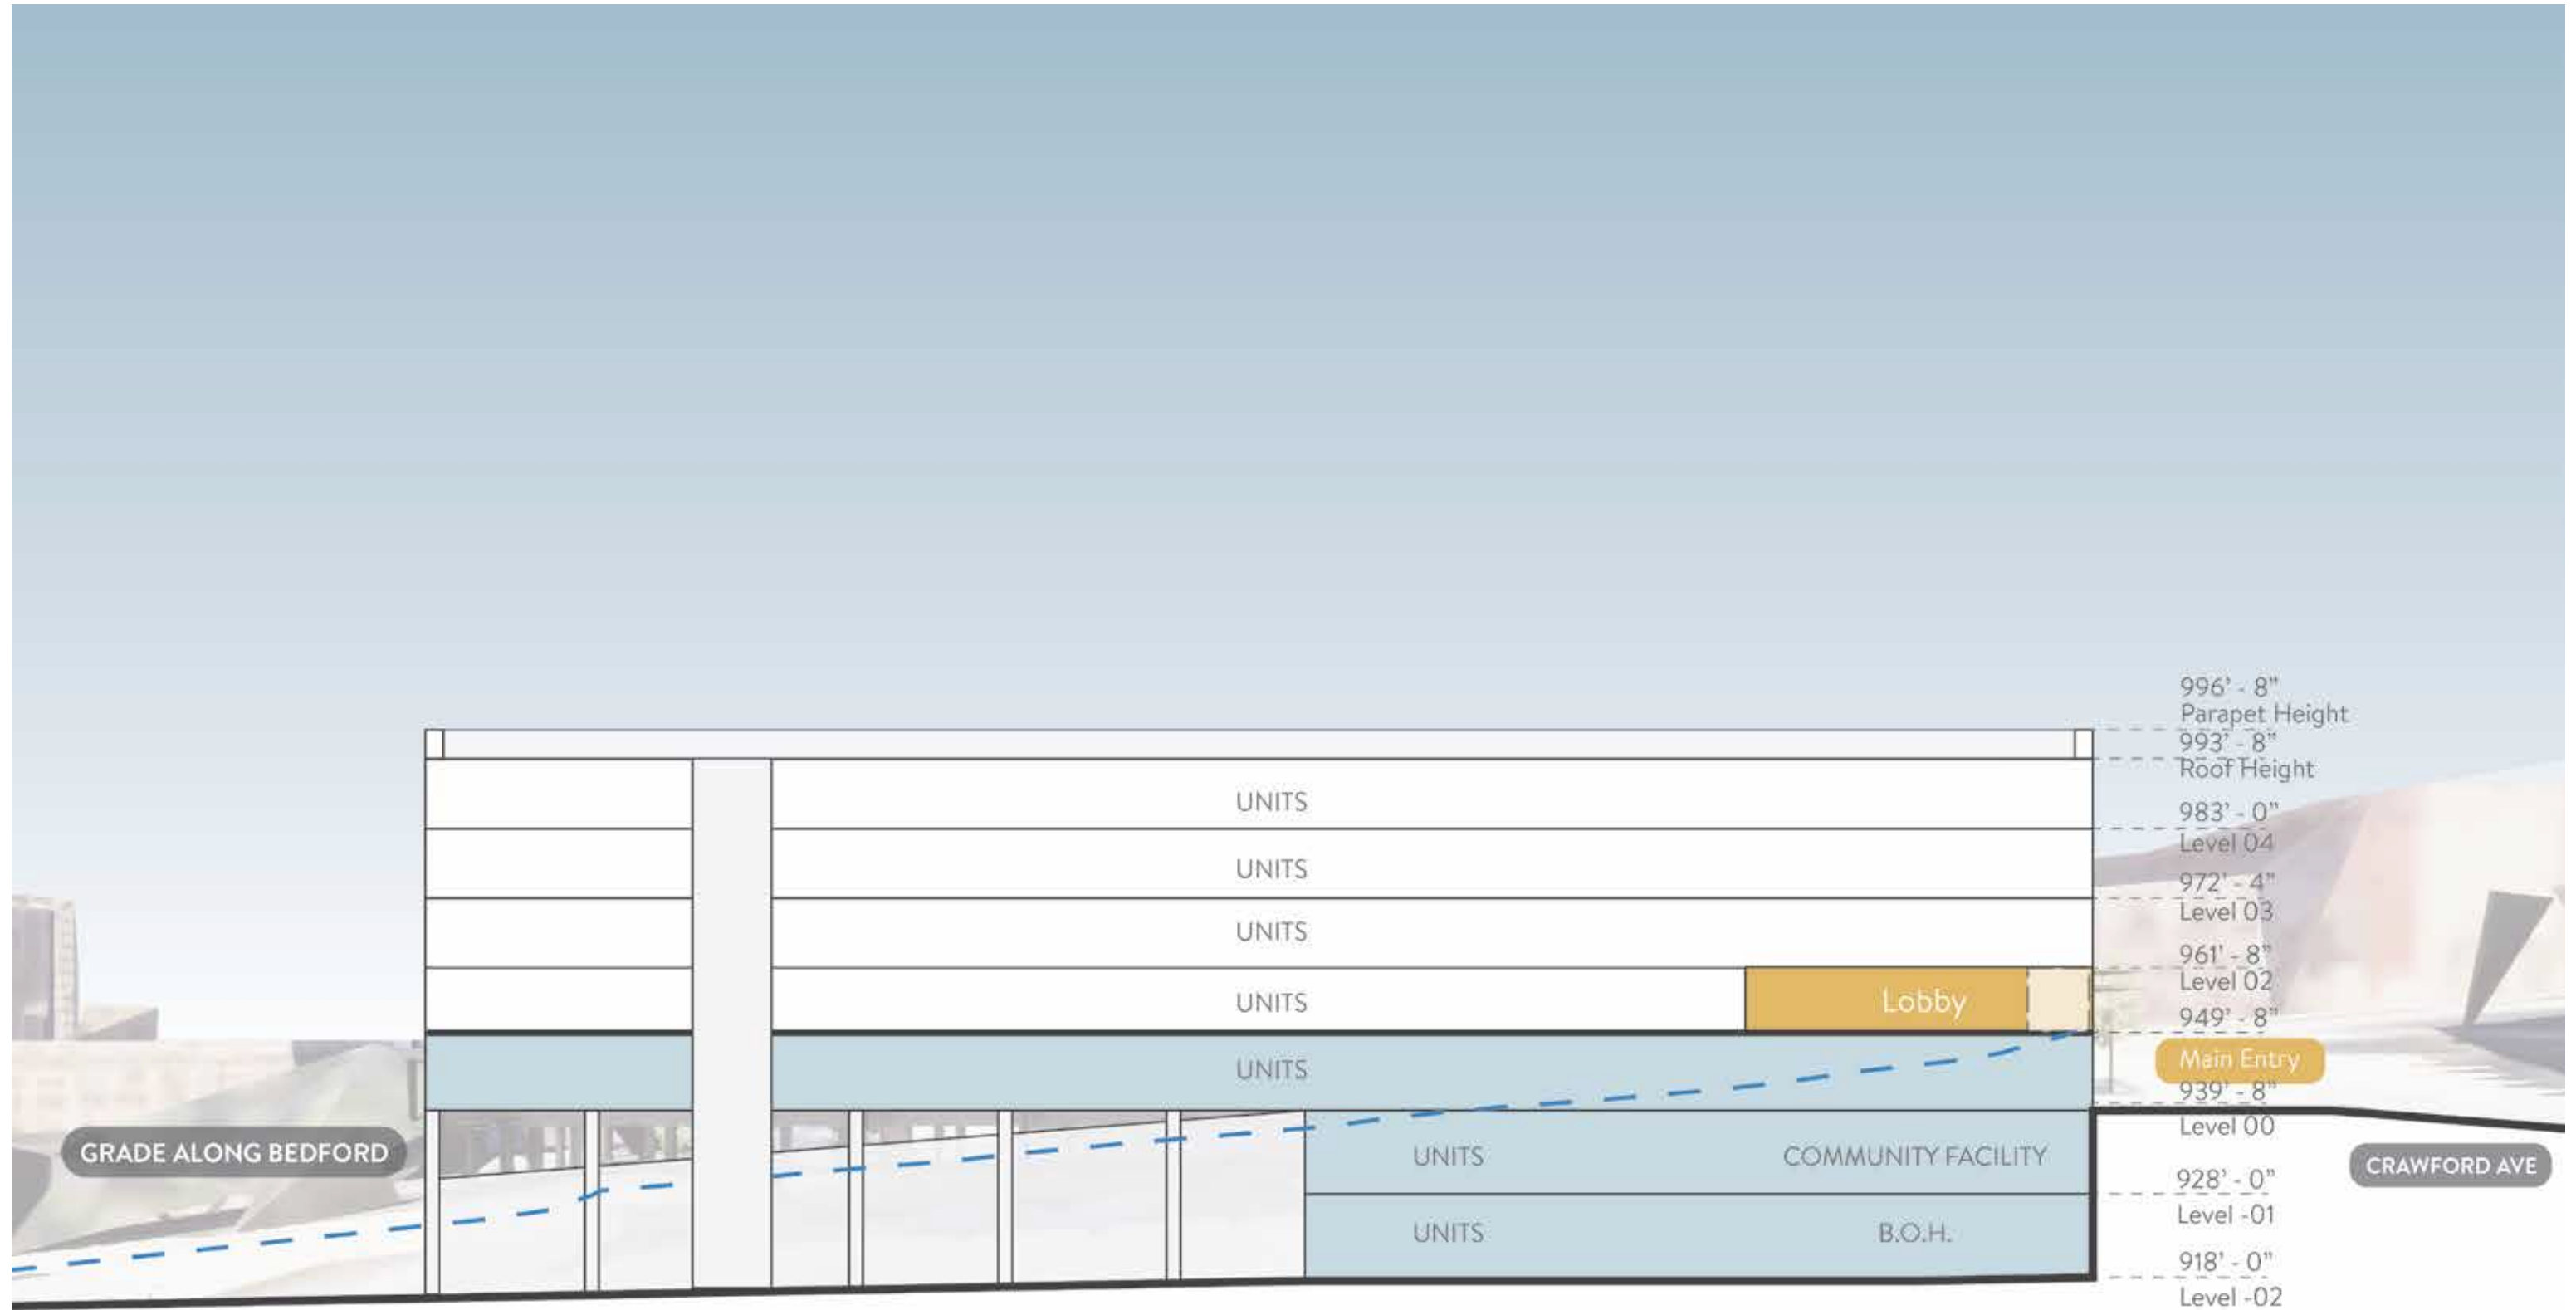 996’ - 8”
Parapet Height
993’ - 8”
Roof Height
UNITS
983’ - 0”
Level 04
UNITS
972’ - 4”
Level 03
UNITS
961’ - 8”
Level 02
UNITS
Lobby
949’ - 8”
Main Entry
UNITS
939’ - 8”
Level 00
GRADE ALONG BEDFORD
UNITS
COMMUNITY FACILITY
CRAWFORD AVE
928’ - 0”
Level -01
UNITS
B.O.H.
918’ - 0”
Level -02